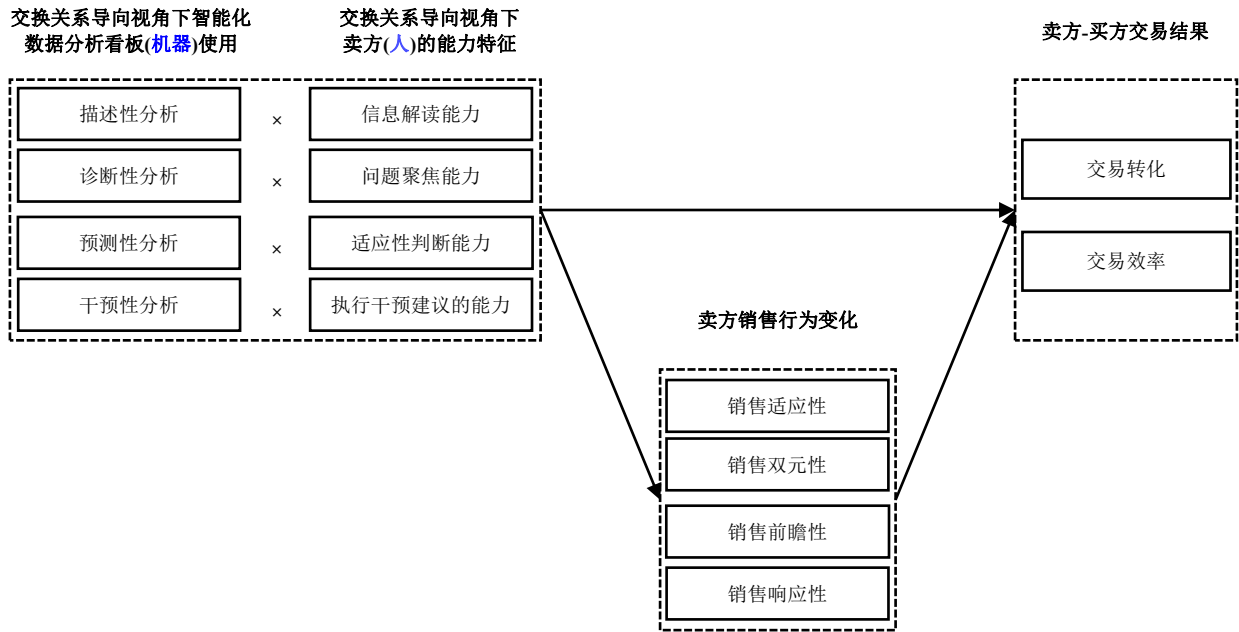 交换关系导向视角下智能化
数据分析看板(机器)使用
交换关系导向视角下
卖方(人)的能力特征
卖方-买方交易结果
描述性分析
×
信息解读能力
诊断性分析
×
问题聚焦能力
预测性分析
×
适应性判断能力
干预性分析
×
执行干预建议的能力
交易转化
交易效率
卖方销售行为变化
销售适应性
销售双元性
销售前瞻性
销售响应性